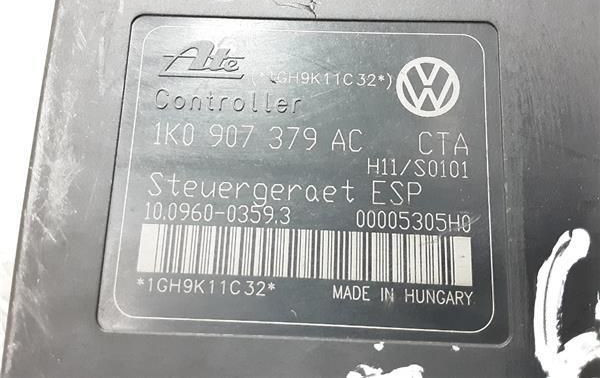 Ate (*1GH9K11C32*)
Controller
1K0 907 379 AC CTA
H11/S0101
Steuergeraet ESP
10.0960-0359.3 00005305H0
*1GH9K11C32* MADE IN HUNGARY